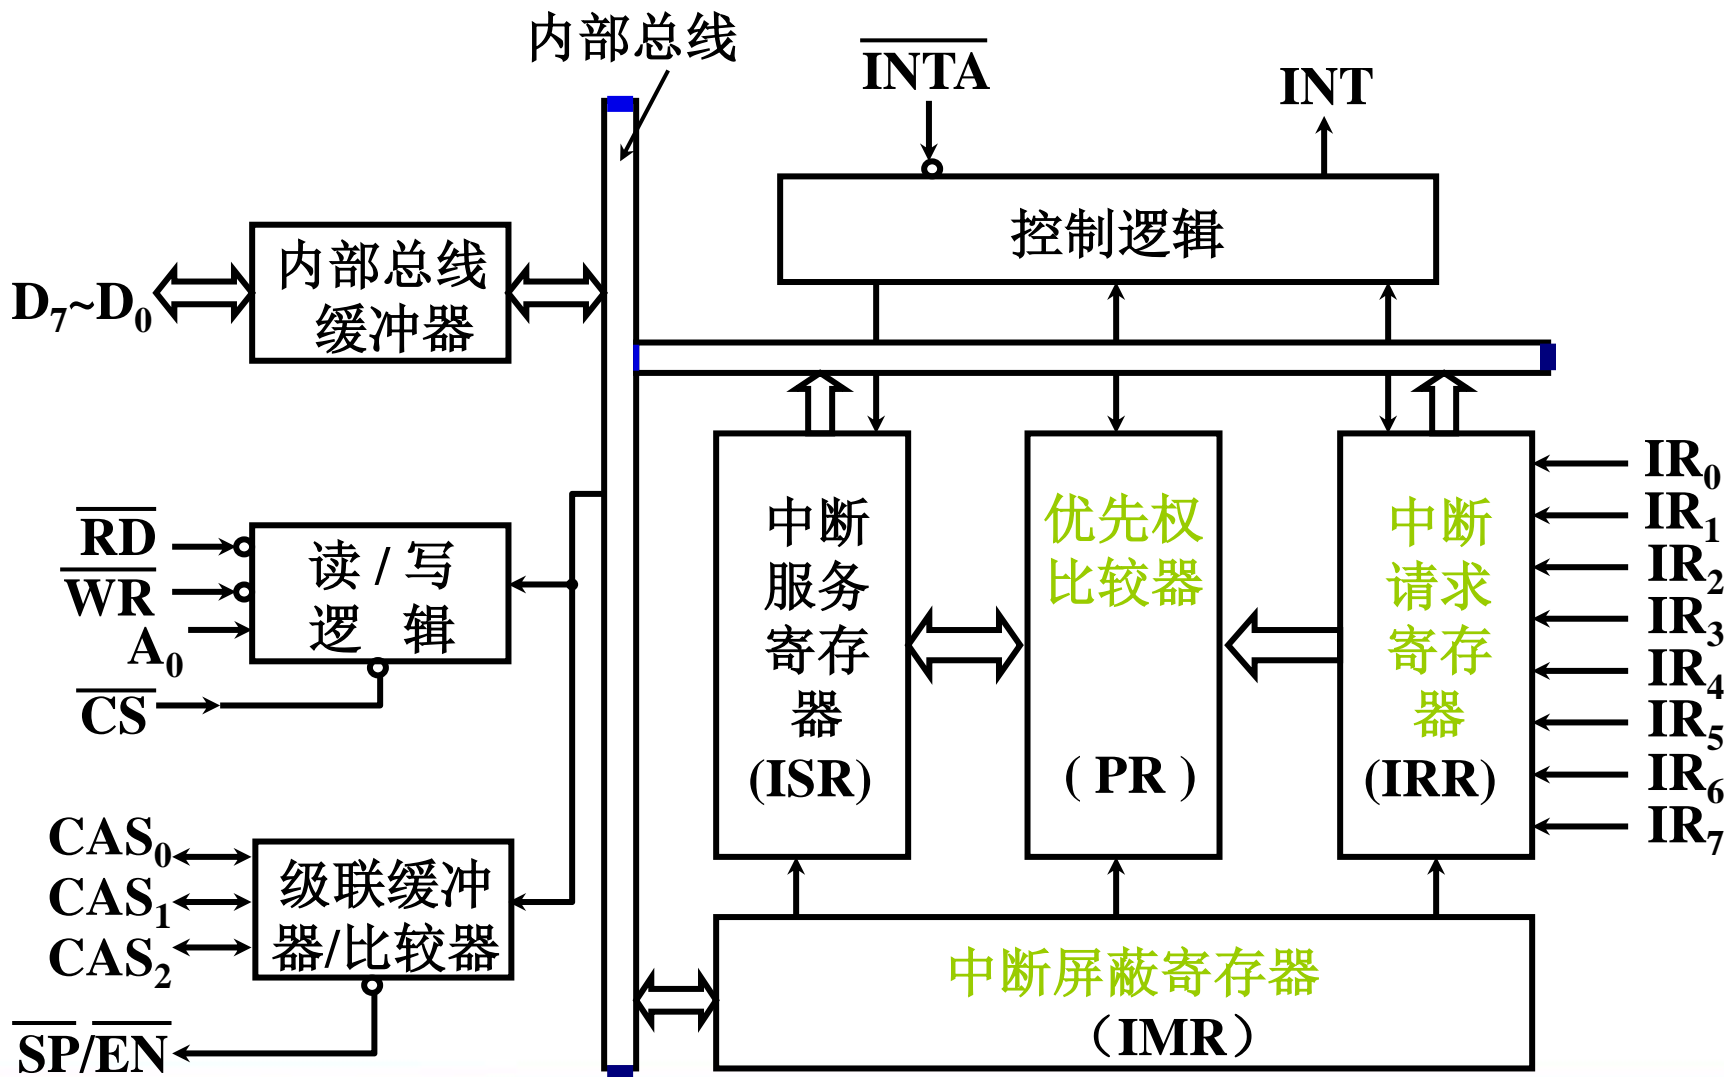 内部总线
INTA
INT
控制逻辑
内部总线
缓冲器
D7~D0
RD
WR
A0
CS
读/写
逻 辑
CAS0
CAS1
CAS2
级联缓冲
器/比较器
SP/EN
中断
服务
寄存
器
(ISR)
优先权
比较器
( PR )
中断
请求
寄存
器
(IRR)
IR0
IR1
IR2
IR3
IR4
IR5
IR6
IR7
中断屏蔽寄存器
（IMR）